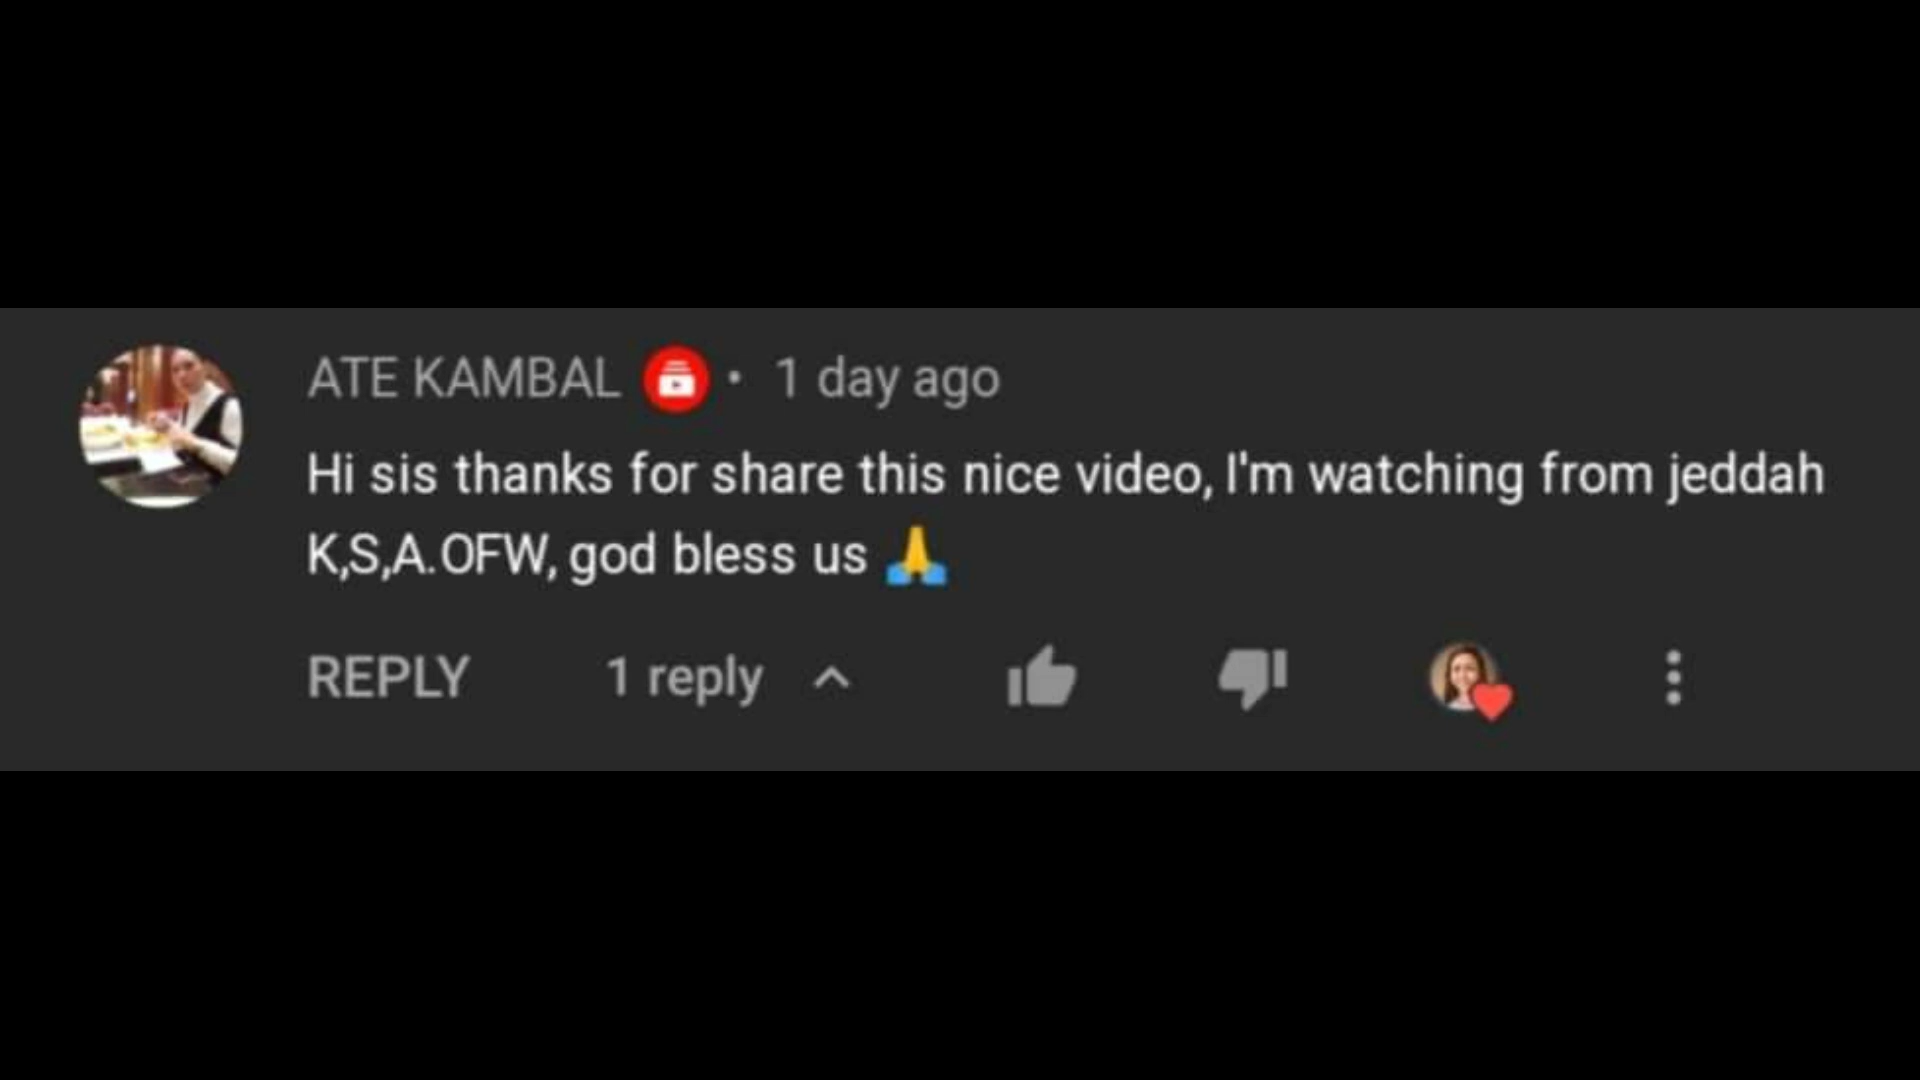 ATE KAMBAL • 1 day ago
Hi sis thanks for share this nice video, I'm watching from jeddah
K,S,A.OFW, god bless us 🙏
REPLY 1 reply